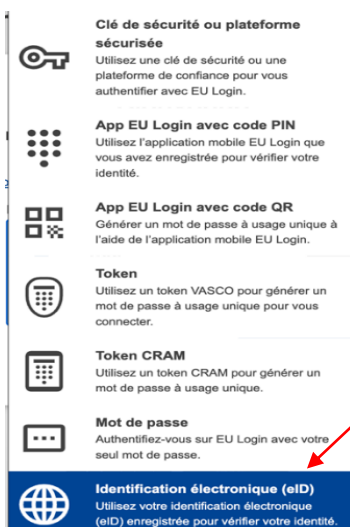 Clé de sécurité ou plateforme
sécurisée
Utilisez une clé de sécurité ou une
plateforme de confiance pour vous
authentifier avec EU Login.
App EU Login avec code PIN
Utilisez l'application mobile EU Login que
vous avez enregistrée pour vérifier votre
identité.
App EU Login avec code QR
Générer un mot de passe à usage unique à
l'aide de l'application mobile EU Login.
Token
Utilisez un token VASCO pour générer un
mot de passe à usage unique pour vous
connecter.
Token CRAM
Utilisez un token CRAM pour générer un
mot de passe à usage unique.
Mot de passe
Authentifiez-vous sur EU Login avec votre
seul mot de passe.
Identification électronique (eID)
Utilisez votre identification électronique
(eID) enregistrée pour vérifier votre identité.